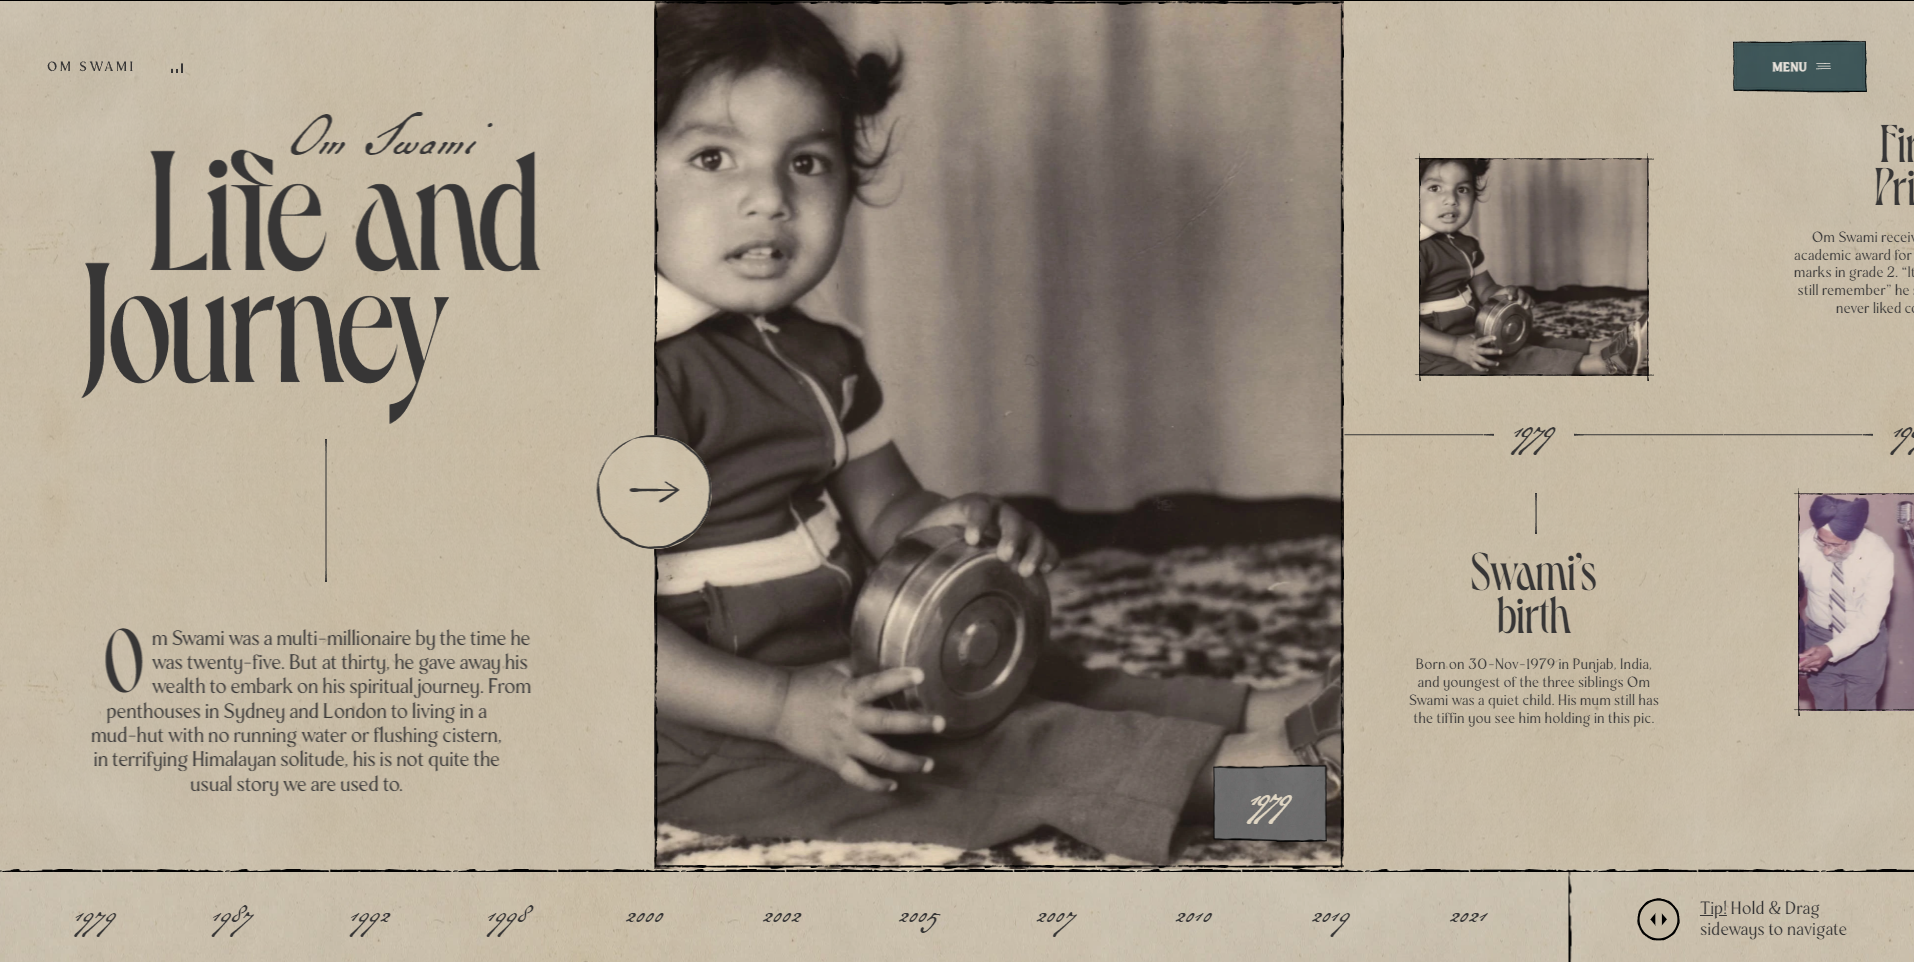 OM SWAMI
MENU
Om Swami
Life and
Journey
Om Swami was a multi-millionaire by the time he
was twenty-five. But at thirty, he gave away his
wealth to embark on his spiritual journey. From
penthouses in Sydney and London to living in a
mud-hut with no running water or flushing cistern,
in terrifying Himalayan solitude, his is not quite the
usual story we are used to.
1979
1979
Swami's
birth
Born on 30-Nov-1979 in Punjab, India,
and youngest of the three siblings Om
Swami was a quiet child. His mum still has
the tiffin you see him holding in this pic.
Om Swami
academic award for
marks in grade 2.
still remember" he
never liked
1979
1987
1992
1998
2000
2002
2005
2007
2010
2019
2021
Tip! Hold & Drag
sideways to navigate